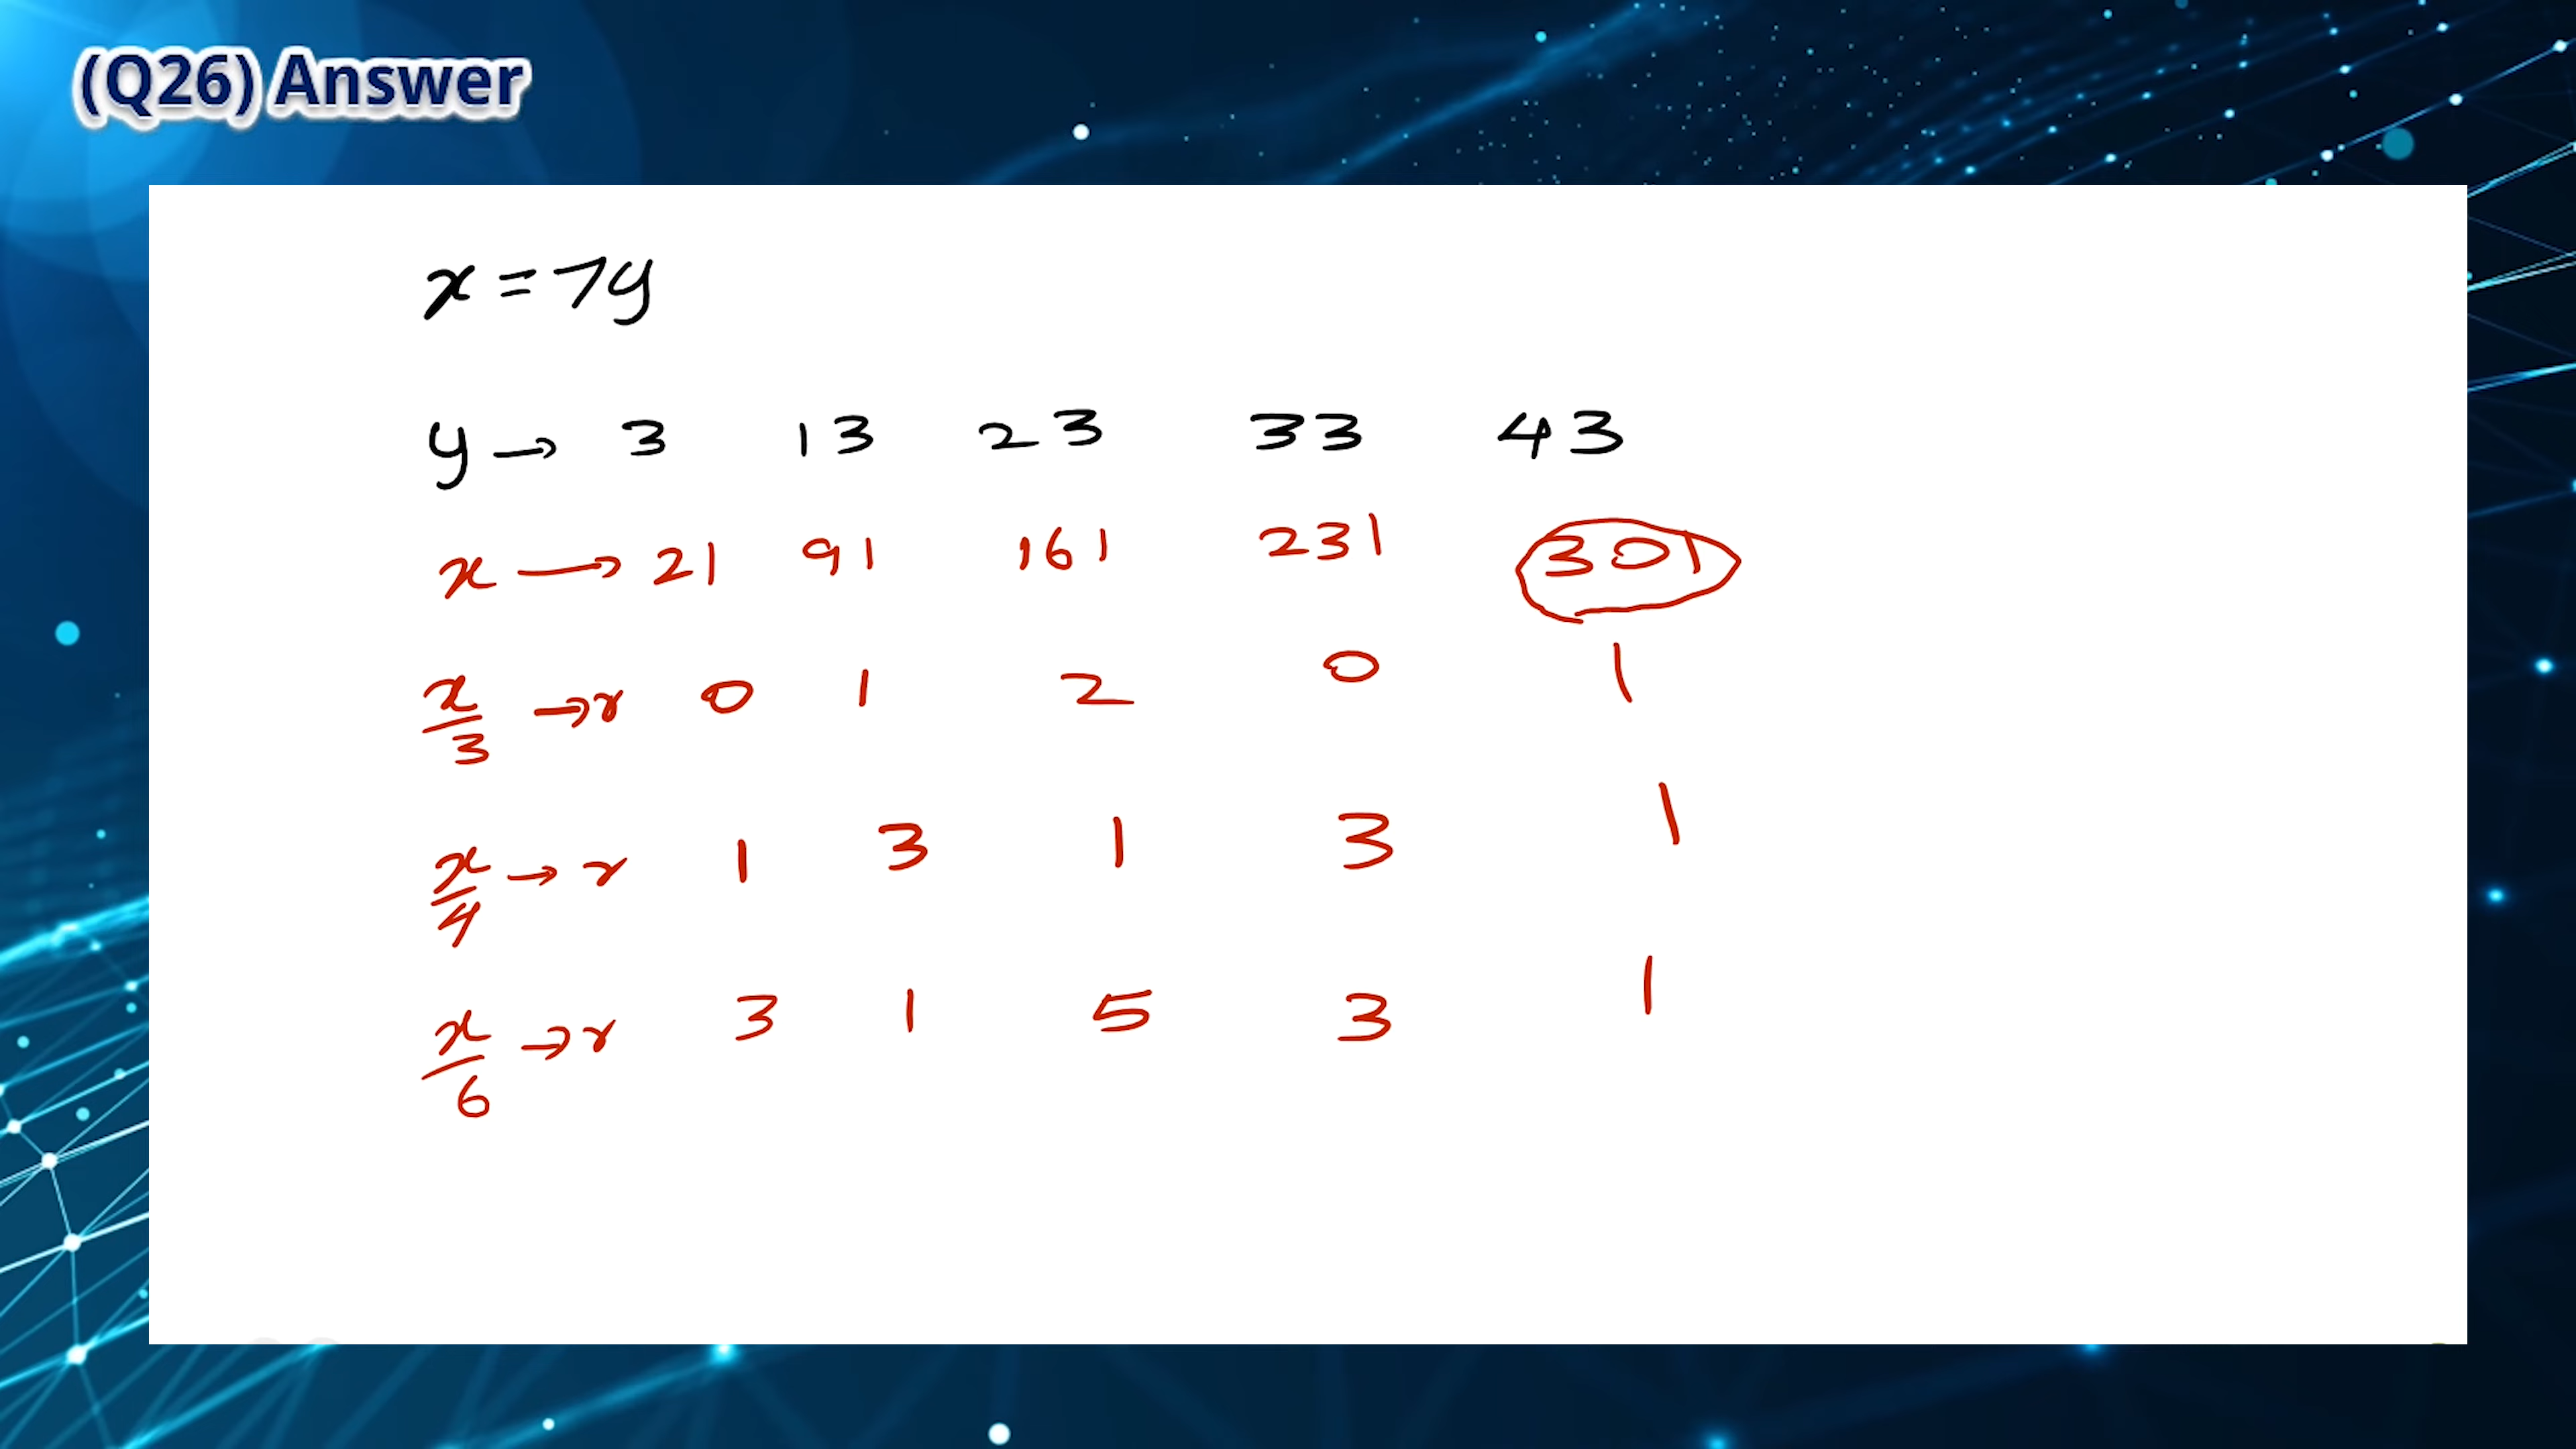 (Q26) Answer
x = 7y
y → 3 13 23 33 43
x → 21 91 161 231 301
x/3 → r 0 1 2 0 1
x/4 → r 1 3 1 3 1
x/6 → r 3 1 5 3 1